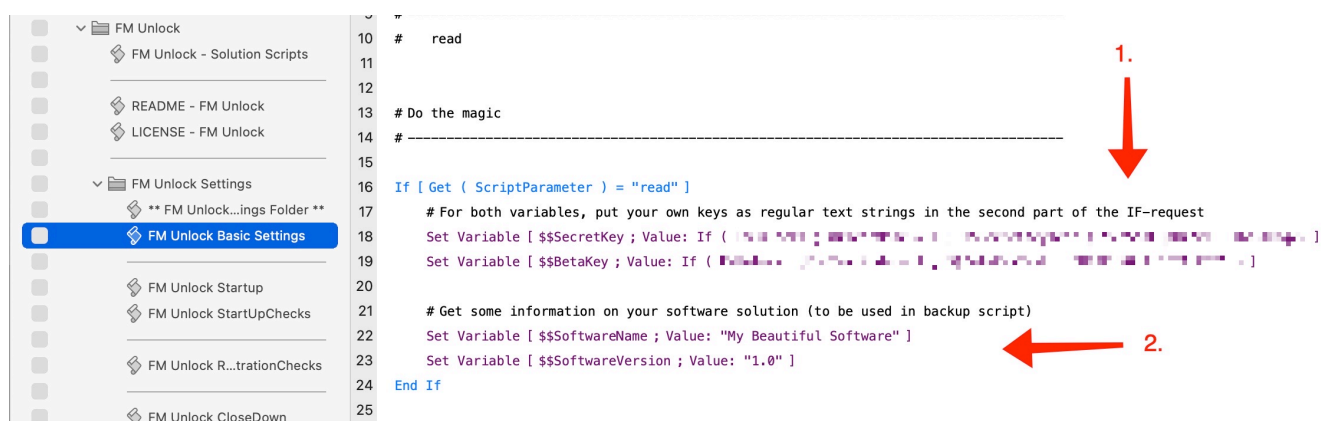 FM Unlock
FM Unlock - Solution Scripts
README - FM Unlock
LICENSE - FM Unlock
FM Unlock Settings
** FM Unlock...ings Folder **
FM Unlock Basic Settings
FM Unlock Startup
FM Unlock StartUpChecks
FM Unlock R...trationChecks
FM Unlock CloseDown
10 # read
11
12
13 # Do the magic
14 # ------------------------------------------------------------------------------------
15
16 If [ Get ( ScriptParameter ) = "read" ]
17 # For both variables, put your own keys as regular text strings in the second part of the IF-request
18 Set Variable [ $$SecretKey ; Value: If ( ]
19 Set Variable [ $$BetaKey ; Value: If ( ]
20
21 # Get some information on your software solution (to be used in backup script)
22 Set Variable [ $$SoftwareName ; Value: "My Beautiful Software" ]
23 Set Variable [ $$SoftwareVersion ; Value: "1.0" ]
24 End If
25
1.
2.